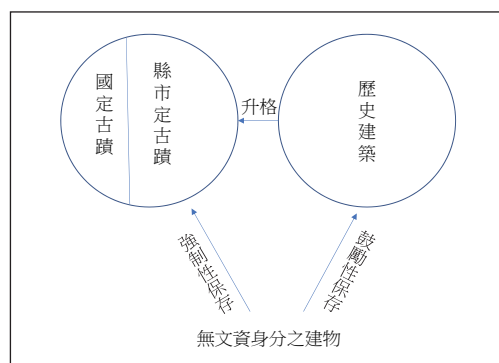 國定古蹟
縣市定古蹟
升格
歷史建築
強制性保存
鼓勵性保存
無文資身分之建物